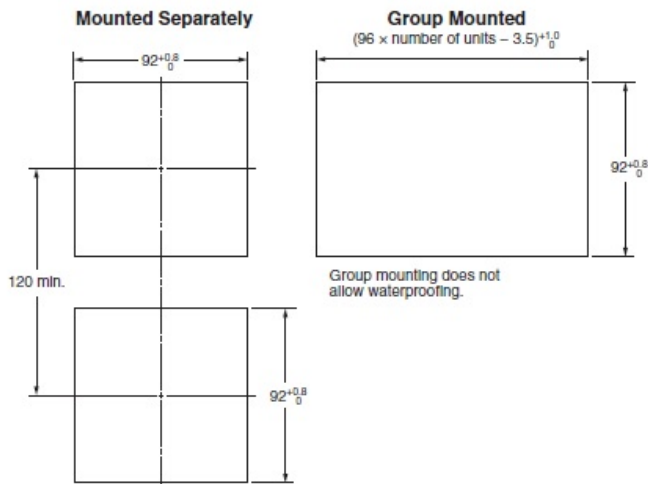 Mounted Separately
92+0.8 0
120 min.
92+0.8 0
Group Mounted
(96 × number of units – 3.5)+1.0 0
92+0.8 0
Group mounting does not
allow waterproofing.